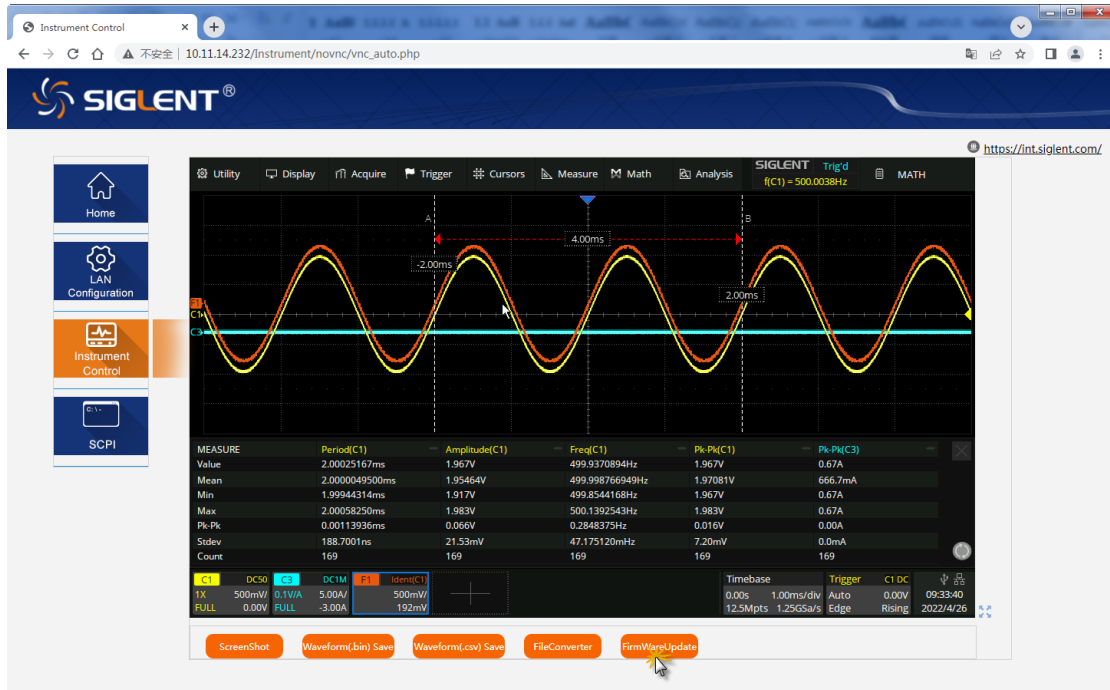 Instrument Control
不安全 | 10.11.14.232/Instrument/novnc/vnc_auto.php
SIGLENT®
https://int.siglent.com/
Home
LAN
Configuration
Instrument
Control
C:\-
SCPI
Utility Display Acquire Trigger Cursors Measure Math Analysis
SIGLENT Trig'd
f(C1) = 500.0038Hz
MATH
A B
4.00ms
-2.00ms
2.00ms
F1
C1
C3
MEASURE Period(C1) Amplitude(C1) Freq(C1) Pk-Pk(C1) Pk-Pk(C3)
Value 2.00025167ms 1.967V 499.9370894Hz 1.967V 0.67A
Mean 2.0000049500ms 1.95464V 499.998766949Hz 1.97081V 666.7mA
Min 1.99944314ms 1.917V 499.8544168Hz 1.967V 0.67A
Max 2.00058250ms 1.983V 500.1392543Hz 1.983V 0.67A
Pk-Pk 0.00113936ms 0.066V 0.2848375Hz 0.016V 0.00A
Stdev 188.7001ns 21.53mV 47.175120mHz 7.20mV 0.0mA
Count 169 169 169 169 169
C1 DC50 C3 DC1M F1 Ident(C1) Timebase Trigger C1 DC
1X 500mV/ 0.1V/A 5.00A/ 500mV/ 0.00s 1.00ms/div Auto 0.00V 09:33:40
FULL 0.00V FULL -3.00A 192mV 12.5Mpts 1.25GSa/s Edge Rising 2022/4/26
ScreenShot Waveform(.bin) Save Waveform(.csv) Save FileConverter FirmWareUpdate